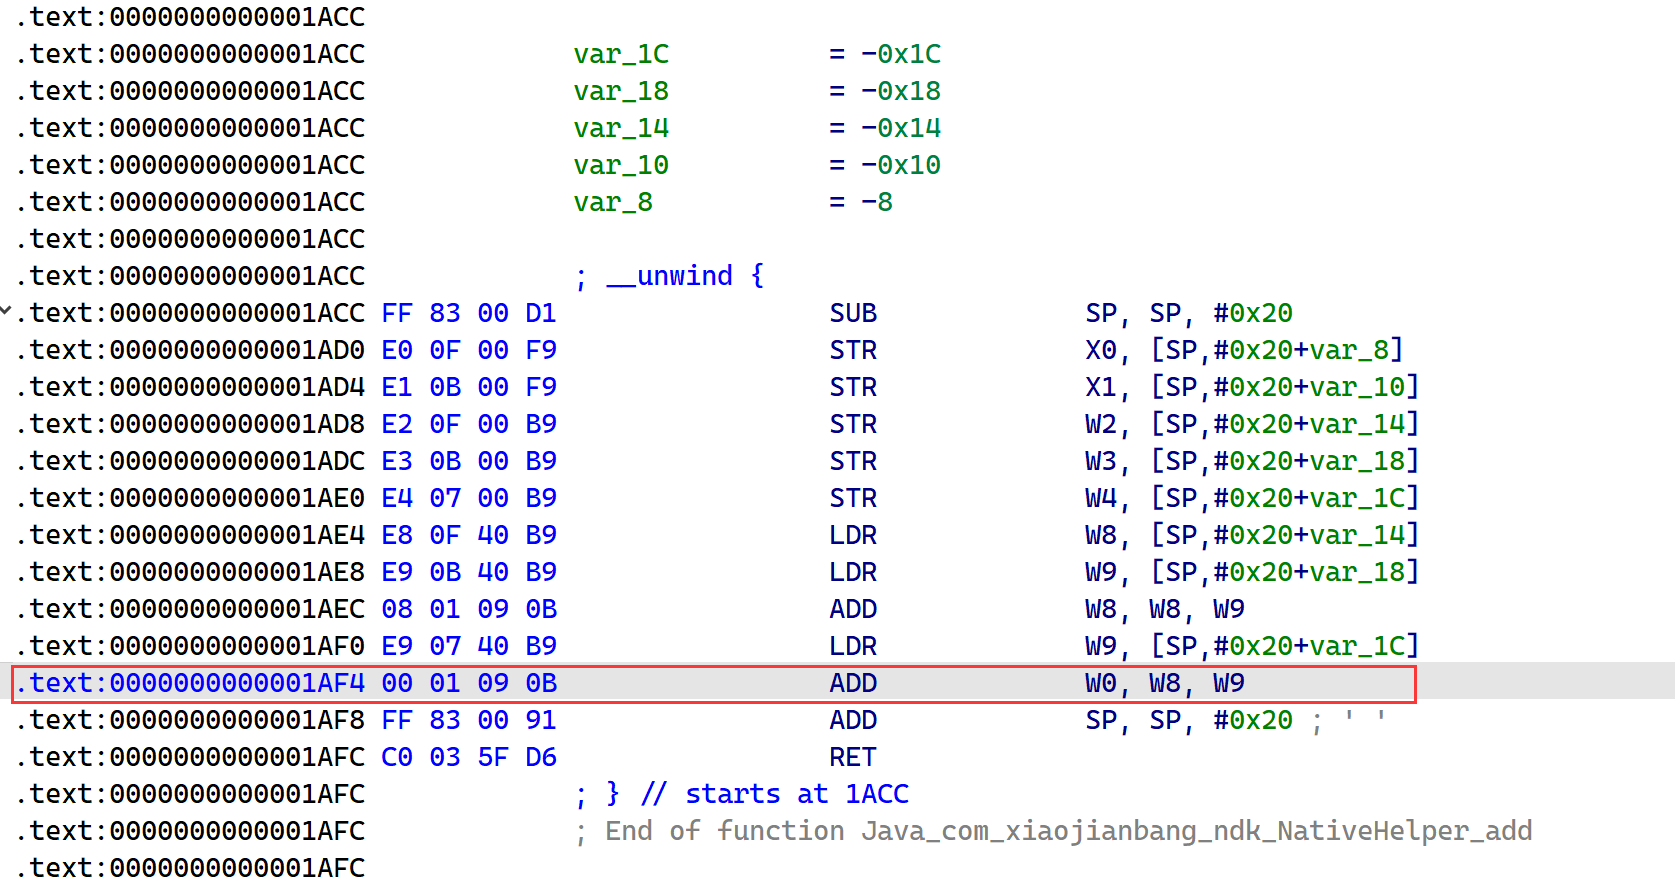 .text:0000000000001ACC
.text:0000000000001ACC var_1C = -0x1C
.text:0000000000001ACC var_18 = -0x18
.text:0000000000001ACC var_14 = -0x14
.text:0000000000001ACC var_10 = -0x10
.text:0000000000001ACC var_8 = -8
.text:0000000000001ACC
.text:0000000000001ACC ; __unwind {
.text:0000000000001ACC FF 83 00 D1 SUB SP, SP, #0x20
.text:0000000000001AD0 E0 0F 00 F9 STR X0, [SP,#0x20+var_8]
.text:0000000000001AD4 E1 0B 00 F9 STR X1, [SP,#0x20+var_10]
.text:0000000000001AD8 E2 0F 00 B9 STR W2, [SP,#0x20+var_14]
.text:0000000000001ADC E3 0B 00 B9 STR W3, [SP,#0x20+var_18]
.text:0000000000001AE0 E4 07 00 B9 STR W4, [SP,#0x20+var_1C]
.text:0000000000001AE4 E8 0F 40 B9 LDR W8, [SP,#0x20+var_14]
.text:0000000000001AE8 E9 0B 40 B9 LDR W9, [SP,#0x20+var_18]
.text:0000000000001AEC 08 01 09 0B ADD W8, W8, W9
.text:0000000000001AF0 E9 07 40 B9 LDR W9, [SP,#0x20+var_1C]
.text:0000000000001AF4 00 01 09 0B ADD W0, W8, W9
.text:0000000000001AF8 FF 83 00 91 ADD SP, SP, #0x20 ; ' '
.text:0000000000001AFC C0 03 5F D6 RET
.text:0000000000001AFC ; } // starts at 1ACC
.text:0000000000001AFC ; End of function Java_com_xiaojianbang_ndk_NativeHelper_add
.text:0000000000001AFC